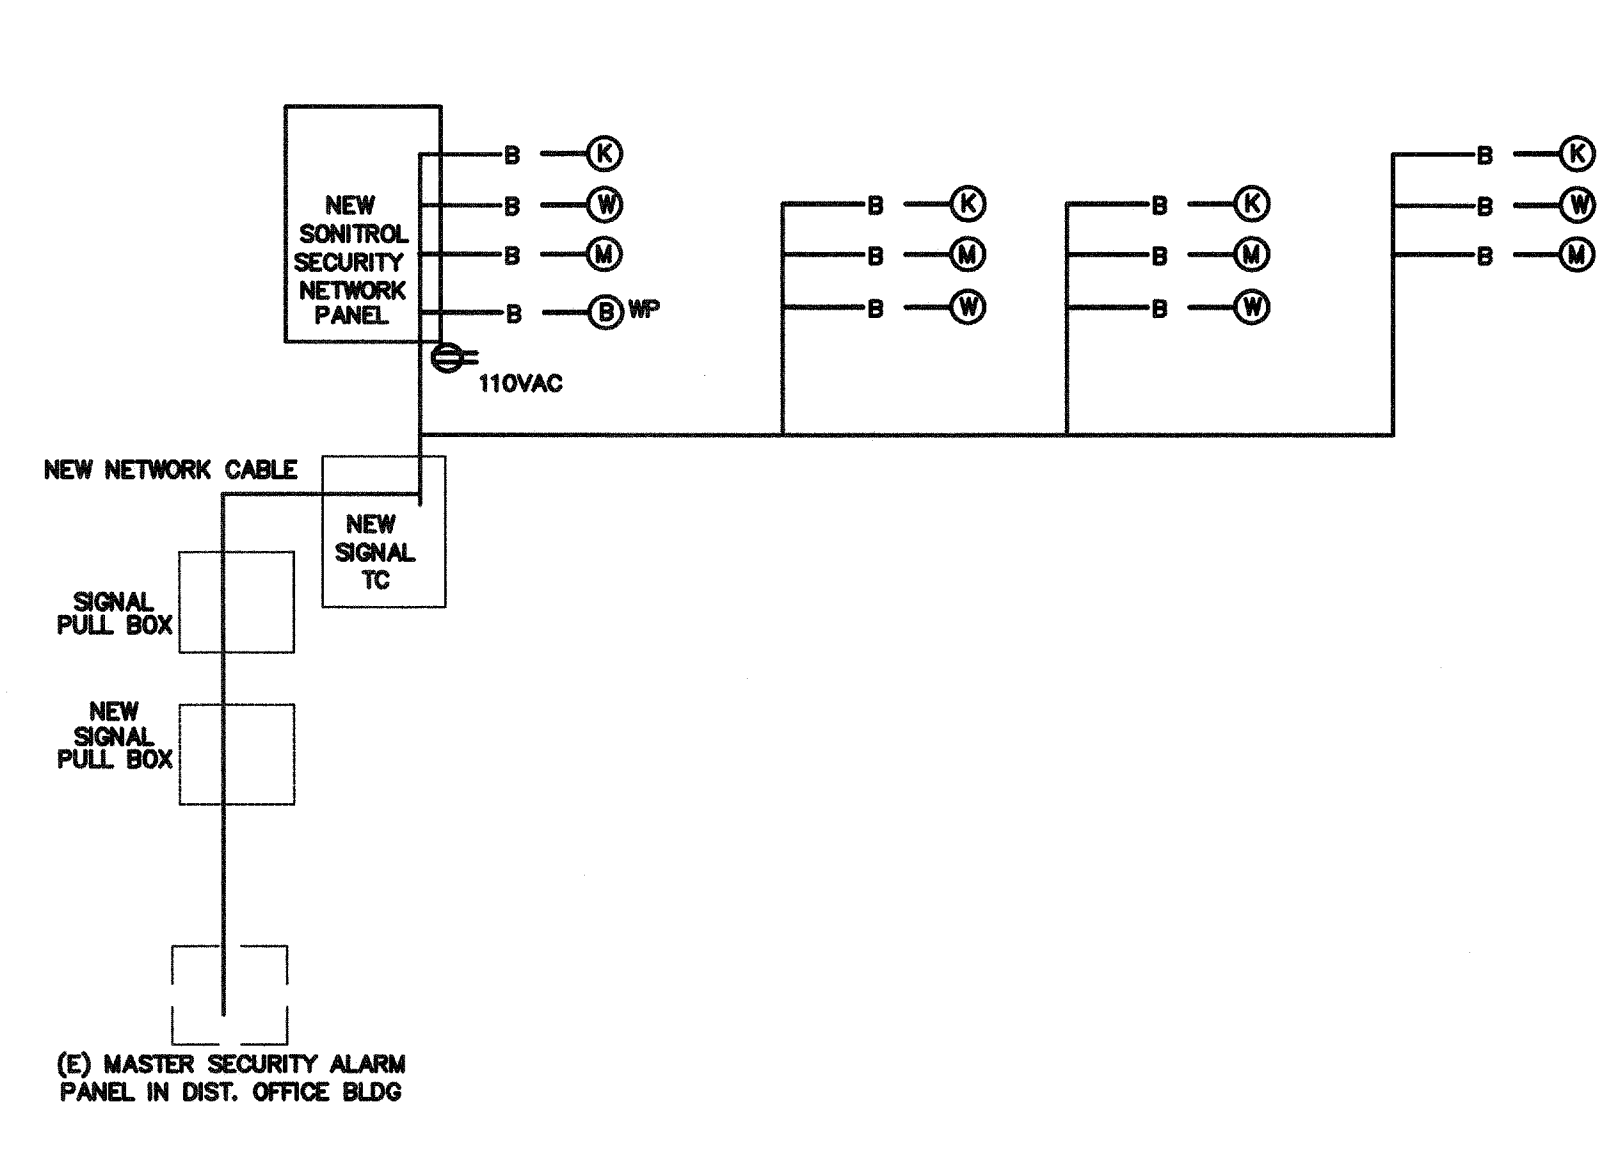 NEW
SONITROL
SECURITY
NETWORK
PANEL
B K
B W
B M
B B WP
110VAC
B K
B M
B W
B K
B M
B W
B K
B W
B M
NEW NETWORK CABLE
NEW
SIGNAL
TC
SIGNAL
PULL BOX
NEW
SIGNAL
PULL BOX
(E) MASTER SECURITY ALARM
PANEL IN DIST. OFFICE BLDG